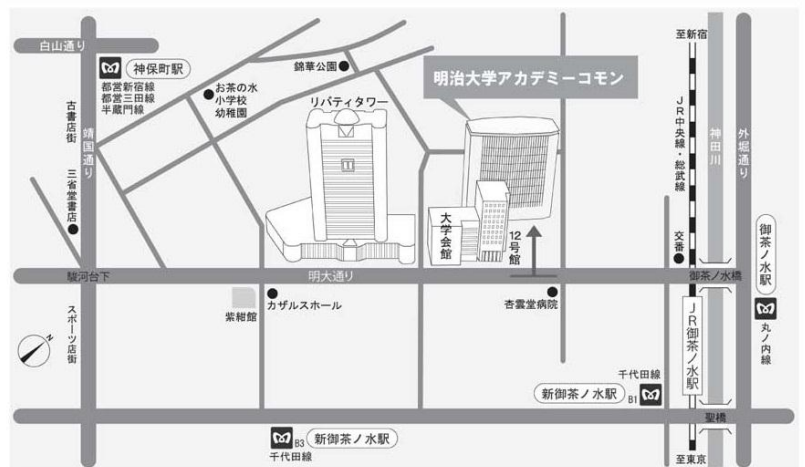 白山通り
神保町駅
都営新宿線
都営三田線
半蔵門線
古書店街
靖国通り
三省堂書店
お茶の水
小学校
幼稚園
錦華公園
リバティタワー
明治大学アカデミーコモン
大学会館
12号館
至新宿
JR中央線・総武線
神田川
外堀通り
交番
御茶ノ水駅
丸ノ内線
駿河台下
明大通り
御茶ノ水橋
スポーツ店街
紫紺館
カザルスホール
杏雲堂病院
JR御茶ノ水駅
N
千代田線
新御茶ノ水駅
B1
聖橋
B3
新御茶ノ水駅
千代田線
至東京